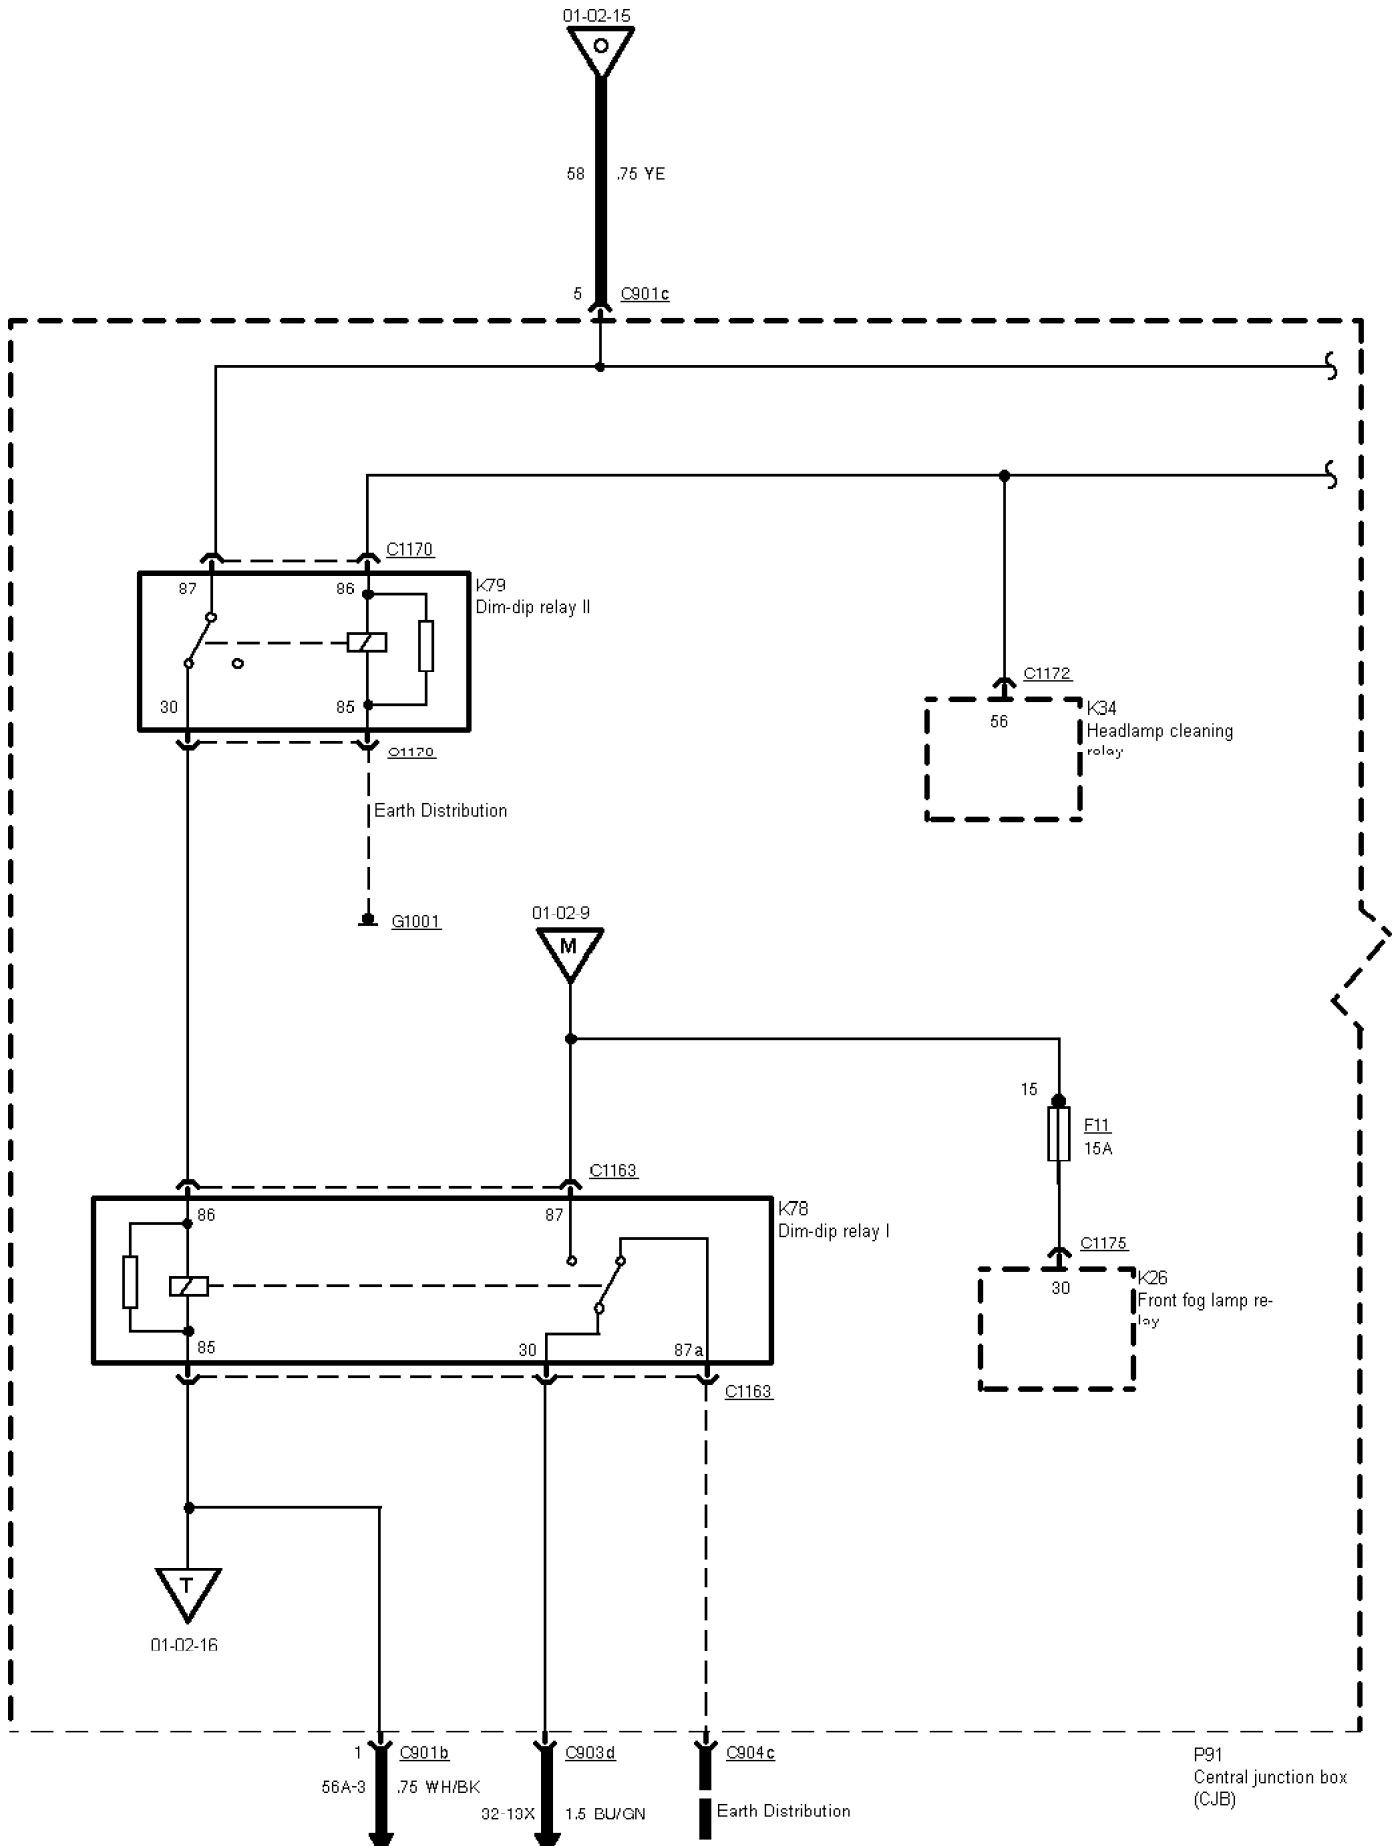 01-02-15
O
58 .75 YE
5 C901c
C1170
87 86 K79
Dim-dip relay II
30 85
C1170
C1172
56 K34
Headlamp cleaning
relay
Earth Distribution
G1001
01-02-9
M
15
F11
15A
C1163
86 87 K78
Dim-dip relay I
C1175
30 K26
Front fog lamp re-
lay
85 30 87a
C1163
T
01-02-16
1 C901b C903d C904c
56A-3 .75 WH/BK
32-13X 1.5 BU/GN Earth Distribution
P91
Central junction box
(CJB)